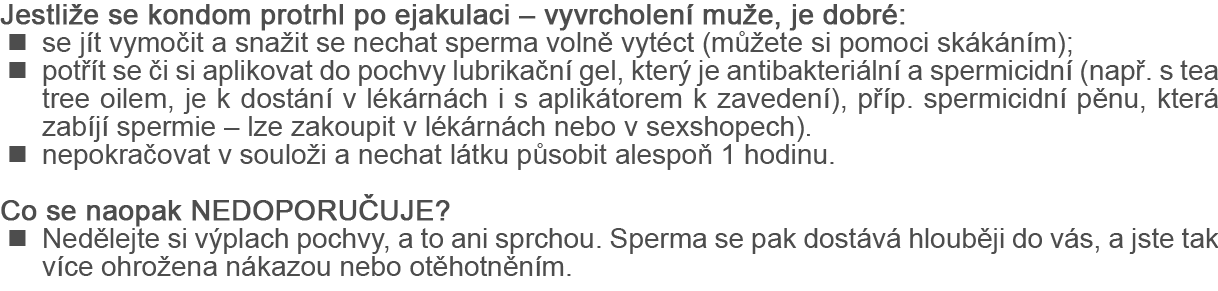 Jestliže se kondom protrhl po ejakulaci – vyvrcholení muže, je dobré:
■ se jít vymočit a snažit se nechat sperma volně vytéct (můžete si pomoci skákáním);
■ potřít se či si aplikovat do pochvy lubrikační gel, který je antibakteriální a spermicidní (např. s tea
tree oilem, je k dostání v lékárnách i s aplikátorem k zavedení), příp. spermicidní pěnu, která
zabíjí spermie – lze zakoupit v lékárnách nebo v sexshopech).
■ nepokračovat v souloži a nechat látku působit alespoň 1 hodinu.
Co se naopak NEDOPORUČUJE?
■ Nedělejte si výplach pochvy, a to ani sprchou. Sperma se pak dostává hlouběji do vás, a jste tak
více ohrožena nákazou nebo otěhotněním.